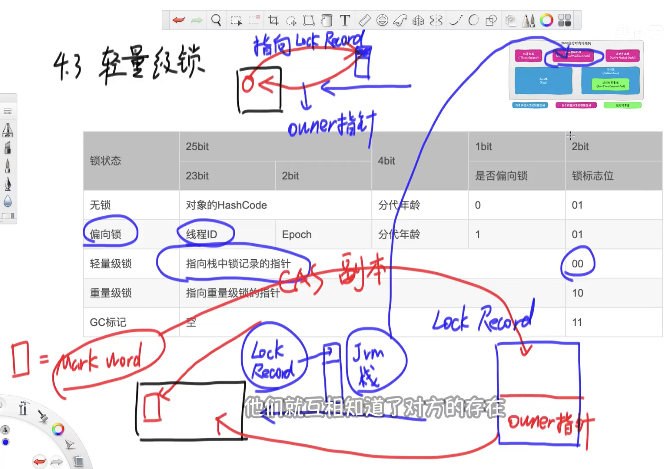 4.3 轻量级锁
指向 Lock Record
owner指针
锁状态 25bit 4bit 1bit 2bit
23bit 2bit 是否偏向锁 锁标志位
无锁 对象的HashCode 分代年龄 0 01
偏向锁 线程ID Epoch 分代年龄 1 01
轻量级锁 指向栈中锁记录的指针 00
重量级锁 指向重量级锁的指针 10
GC标记 空 11
CAS 副本
Lock Record
= Mark word
Lock Record
Jvm 栈
owner指针
他们就互相知道了对方的存在